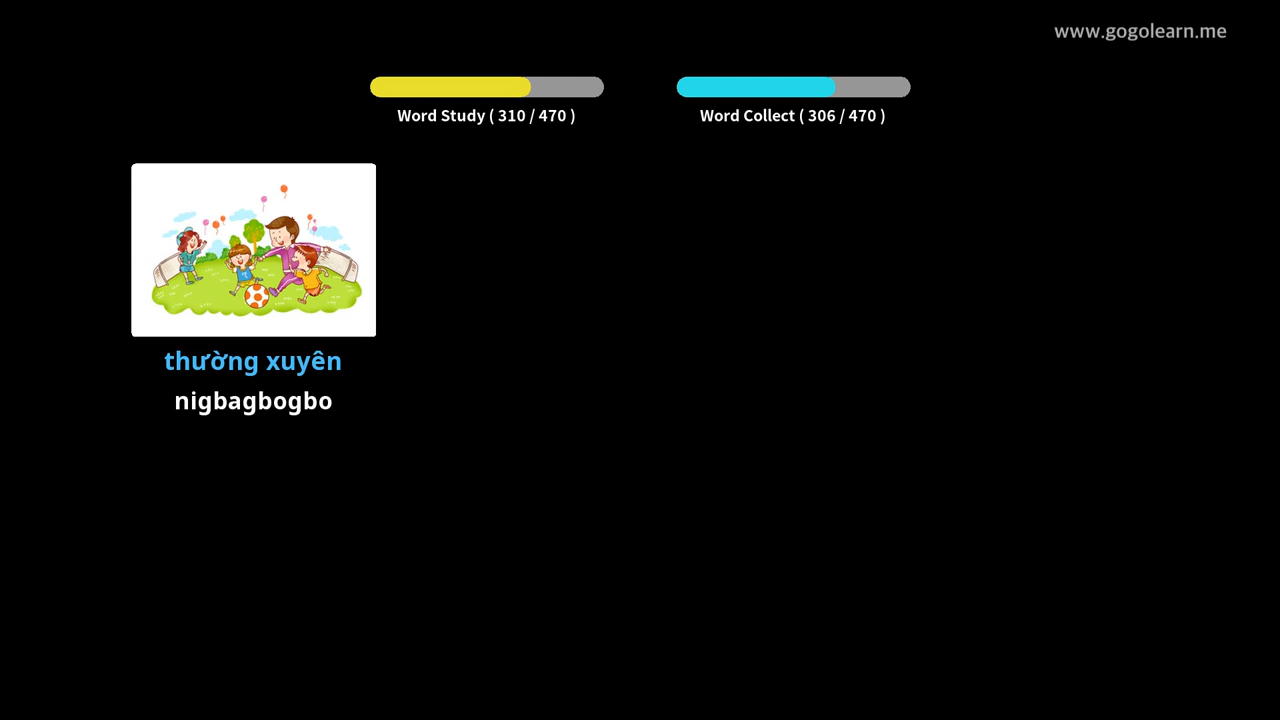 www.gogolearn.me
Word Study ( 310 / 470 )
Word Collect ( 306 / 470 )
thường xuyên
nigbagbogbo